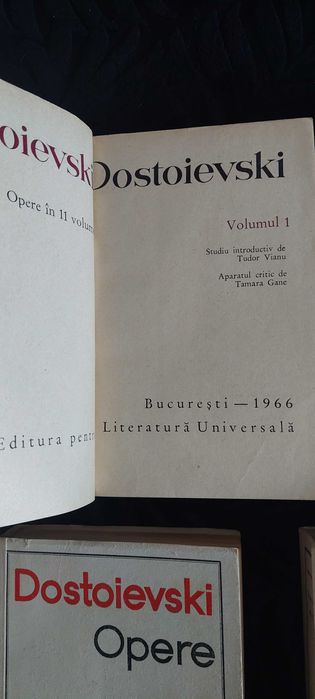 oievski
Opere în 11 volum
Editura pentr
Dostoievski
Volumul 1
Studiu introductiv de
Tudor Vianu
Aparatul critic de
Tamara Gane
București — 1966
Literatură Universală
Dostoievski
Opere